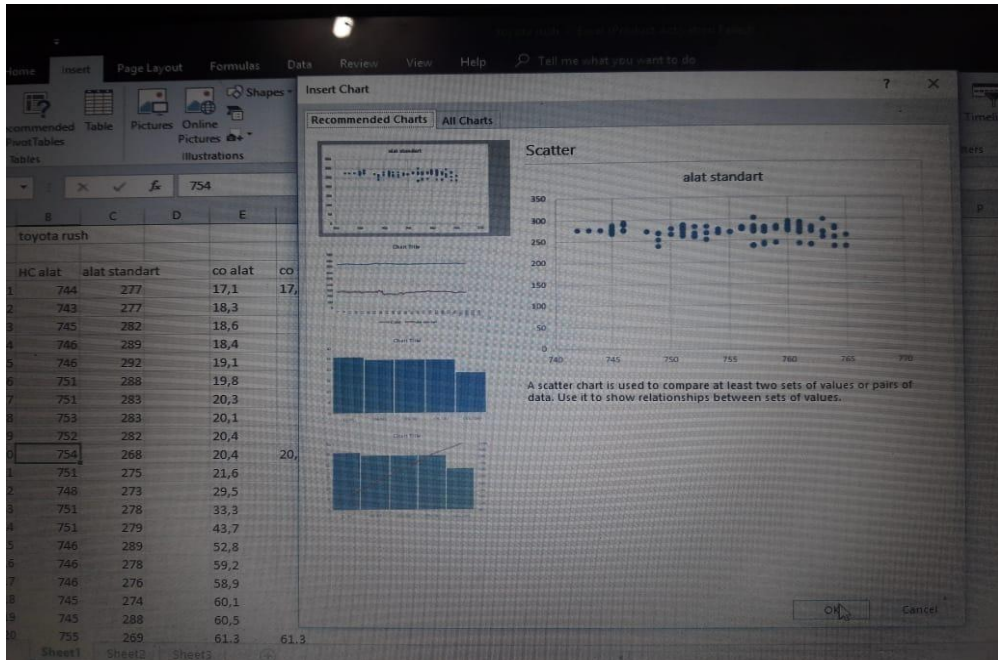 Home Insert Page Layout Formulas Data Review View Help Tell me what you want to do
Shapes
Table Pictures Online Pictures
PivotTables
Tables Illustrations
fx 754
B C D E
toyota rush
HC alat alat standart co alat co
744 277 17,1 17,
743 277 18,3
745 282 18,6
746 289 18,4
746 292 19,1
751 288 19,8
751 283 20,3
753 283 20,1
752 282 20,4
754 268 20,4 20,
751 275 21,6
748 273 29,5
751 278 33,3
751 279 43,7
746 289 52,8
746 278 59,2
746 276 58,9
745 274 60,1
745 288 60,5
755 269 61.3 61.3
Sheet1 Sheet2 Sheet3
Insert Chart ? ×
Recommended Charts All Charts
alat standart
Chart Title
Chart Title
Chart Title
Scatter
alat standart
350
300
250
200
150
100
50
0
740 745 750 755 760 765 770
A scatter chart is used to compare at least two sets of values or pairs of
data. Use it to show relationships between sets of values.
OK Cancel